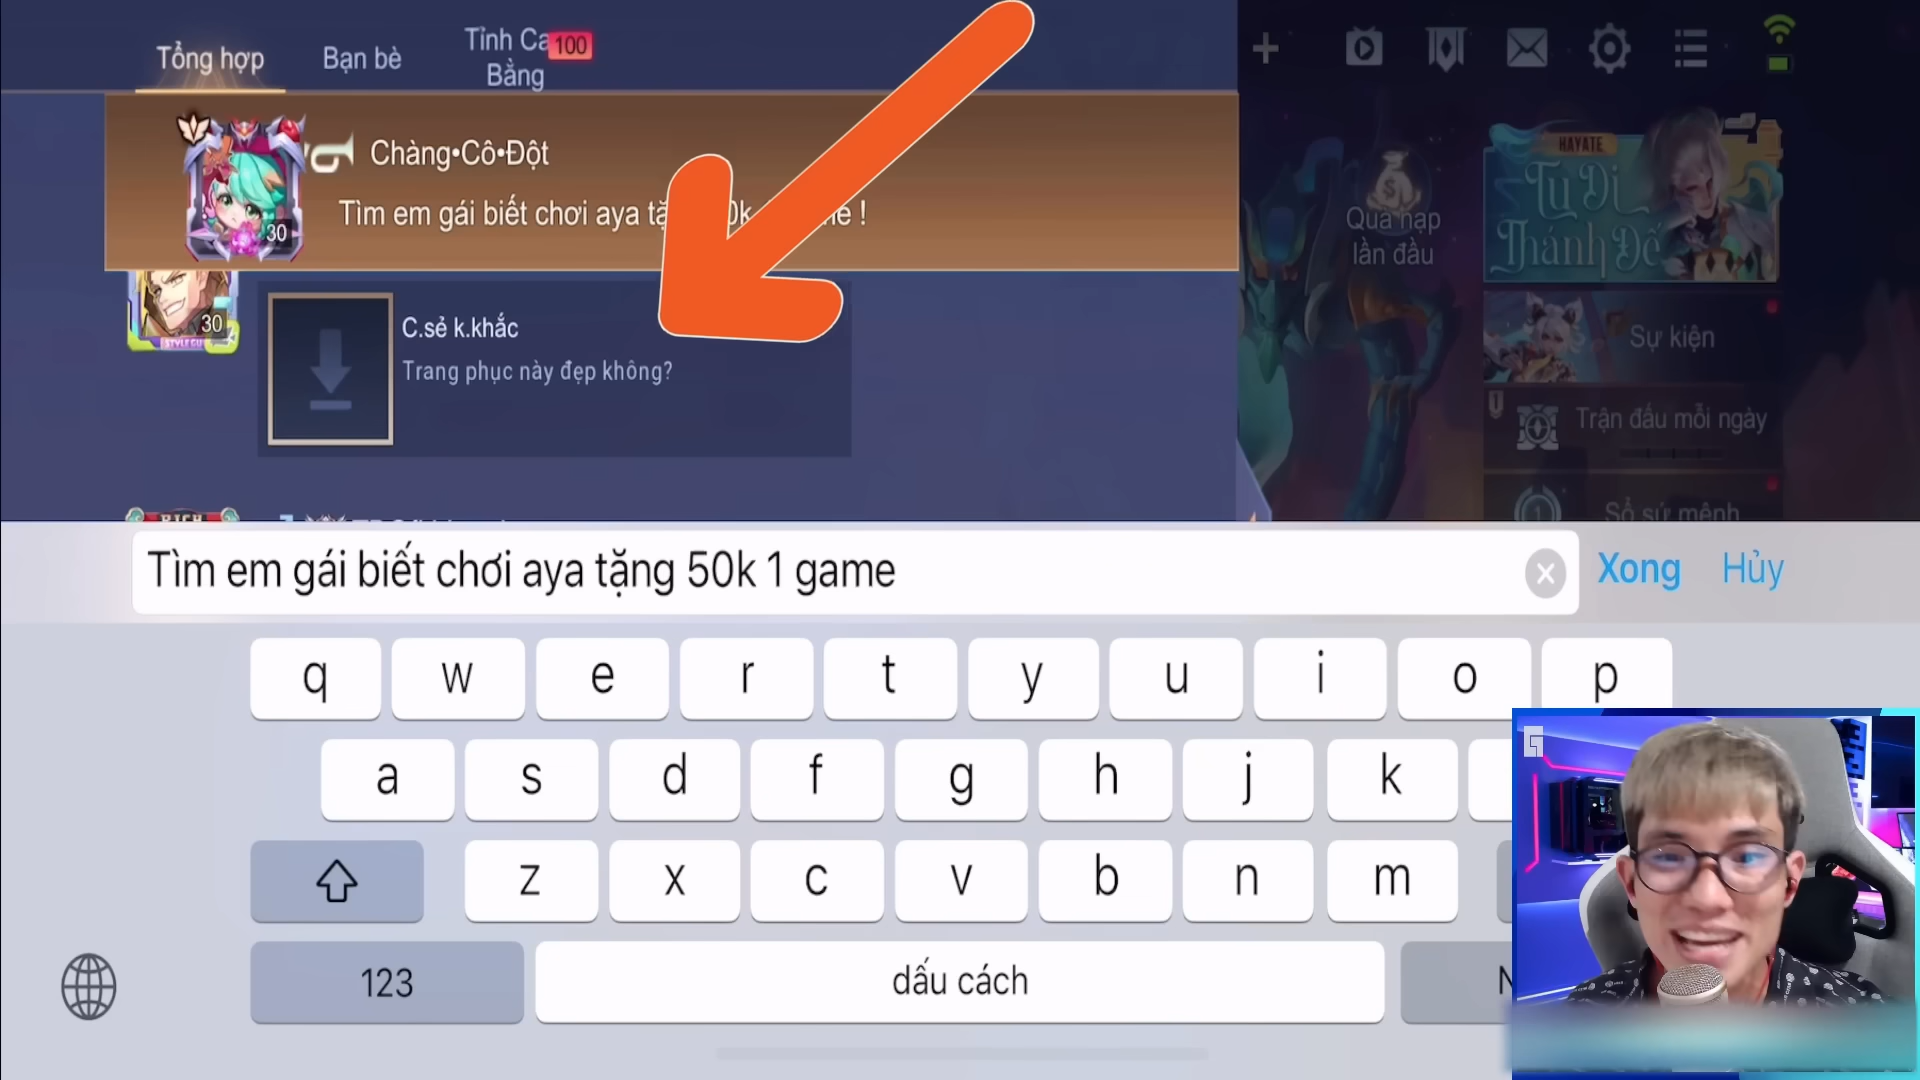 Tổng hợp
Bạn bè
Tỉnh Ca
Bằng
100
Chàng•Cô•Đột
Tìm em gái biết chơi aya !
30
C.sẻ k.khắc
Trang phục này đẹp không?
30
STYLE
RICH
Quà nạp
lần đầu
HAYATE
Tu Di
Thánh Đế
Sự kiện
Trận đấu mỗi ngày
Sổ sứ mệnh
Tìm em gái biết chơi aya tặng 50k 1 game
Xong
Hủy
q w e r t y u i o p
a s d f g h j k
z x c v b n m
123
dấu cách